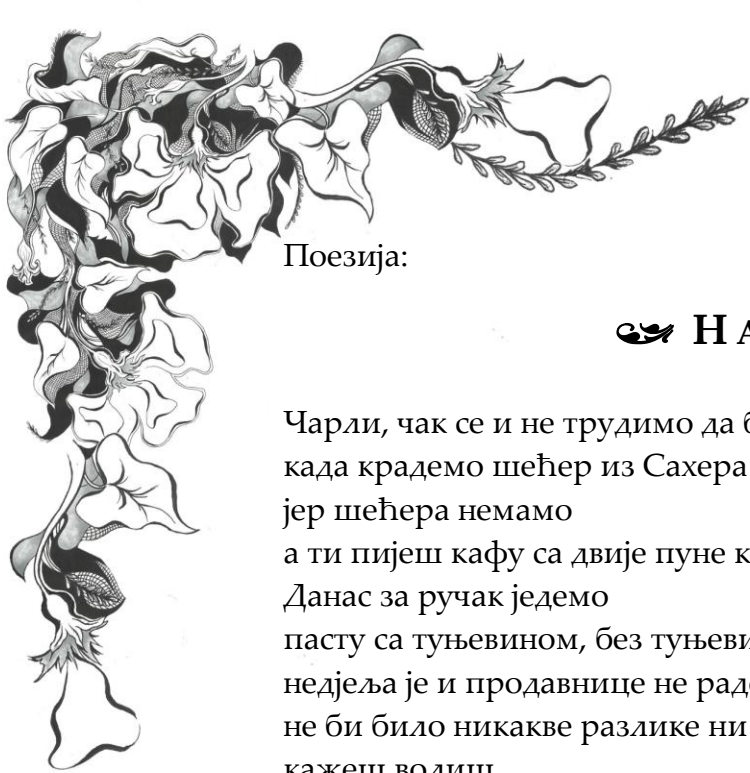 Поезија:
Чарли, чак се и не трудимо да
када крадемо шећер из Сахера
јер шећера немамо
а ти пијеш кафу са двије пуне
Данас за ручак једемо
пасту са туњевином, без
недјеља је и продавнице не
не би било никакве разлике ни
кажеш волиш